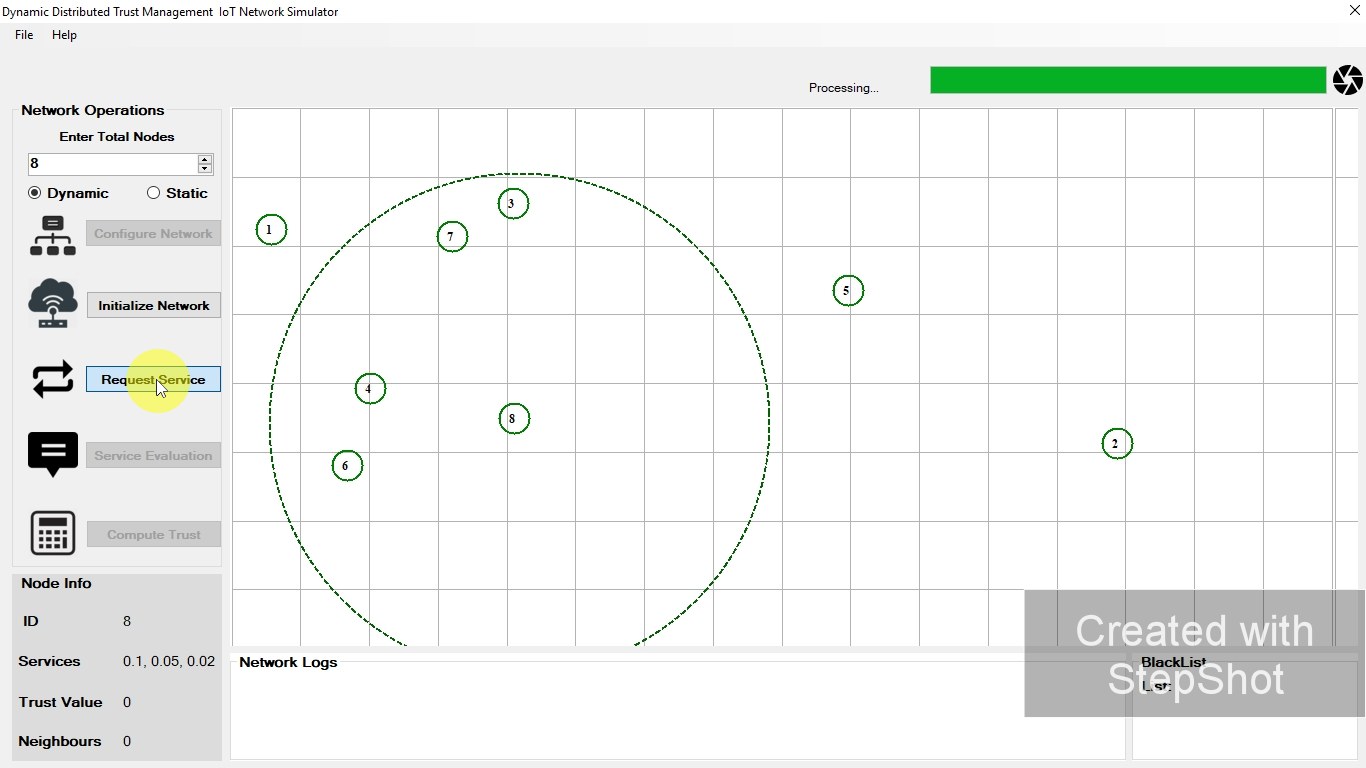 Dynamic Distributed Trust Management IoT Network Simulator
File Help
Processing...
Network Operations
Enter Total Nodes
8
Dynamic Static
Configure Network
Initialize Network
Request Service
Service Evaluation
Compute Trust
Node Info
ID 8
Services 0.1, 0.05, 0.02
Trust Value 0
Neighbours 0
3
1
7
5
4
8
2
6
Network Logs
BlackList
List:
Created with
StepShot